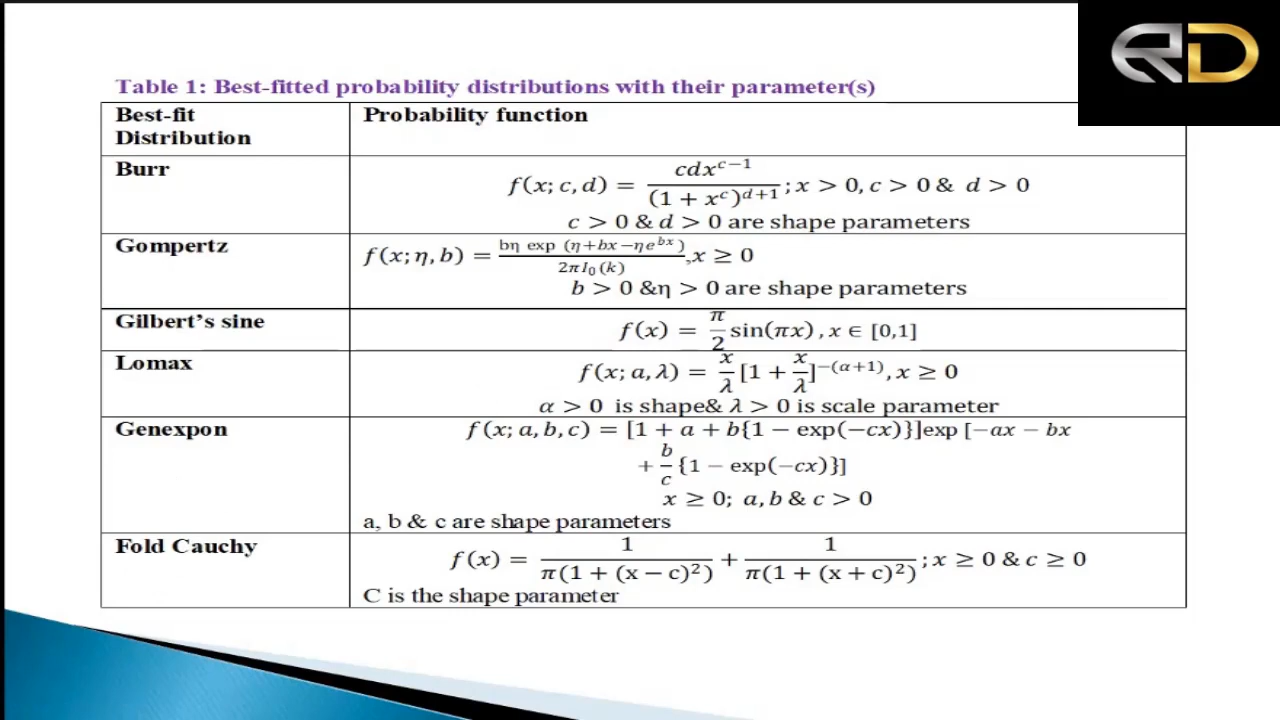 RD
Table 1: Best-fitted probability distributions with their parameter(s)
Best-fit Distribution
Probability function
Burr
f(x; c, d) = cdx^{c−1} / (1 + x^c)^{d+1} ; x > 0, c > 0 & d > 0
c > 0 & d > 0 are shape parameters
Gompertz
f(x; η, b) = bη exp (η+bx−ηe^{bx}) / 2πI₀(k) ,x ≥ 0
b > 0 &η > 0 are shape parameters
Gilbert's sine
f(x) = π/2 sin(πx) , x ∈ [0,1]
Lomax
f(x; a, λ) = x/λ [1 + x/λ]^{−(α+1)}, x ≥ 0
α > 0 is shape& λ > 0 is scale parameter
Genexpon
f(x; a, b, c) = [1 + a + b{1 − exp(−cx)}]exp [−ax − bx
+ b/c {1 − exp(−cx)}]
x ≥ 0; a, b & c > 0
a, b & c are shape parameters
Fold Cauchy
f(x) = 1 / π(1 + (x − c)²) + 1 / π(1 + (x + c)²) ; x ≥ 0 & c ≥ 0
C is the shape parameter